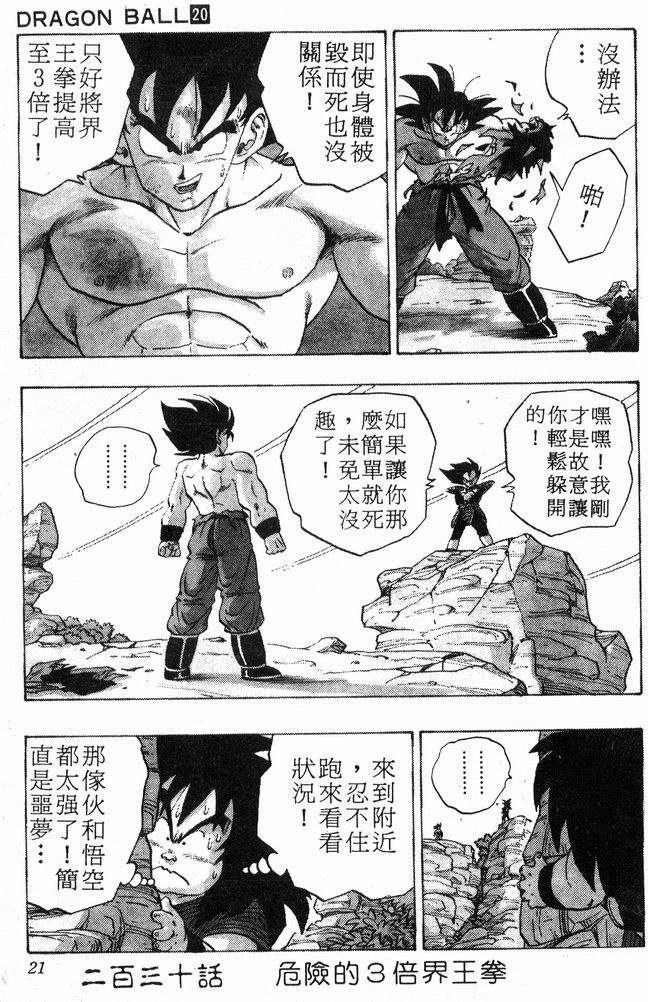 DRAGON BALL 20
沒辦法
…
啪！
即使身體被
毀而死也沒
關係！
只好將界
王拳提高
至3倍了！
嘿嘿！我剛
才是故意讓
你輕鬆躲開
的！
如果讓你那
麼簡單就死
，未免太沒
趣了！
……
……
來到附近
，忍不住
跑來看看
狀況！
那傢伙和悟空
都太强了！簡
直是噩夢…
21
二百三十話 危險的3倍界王拳